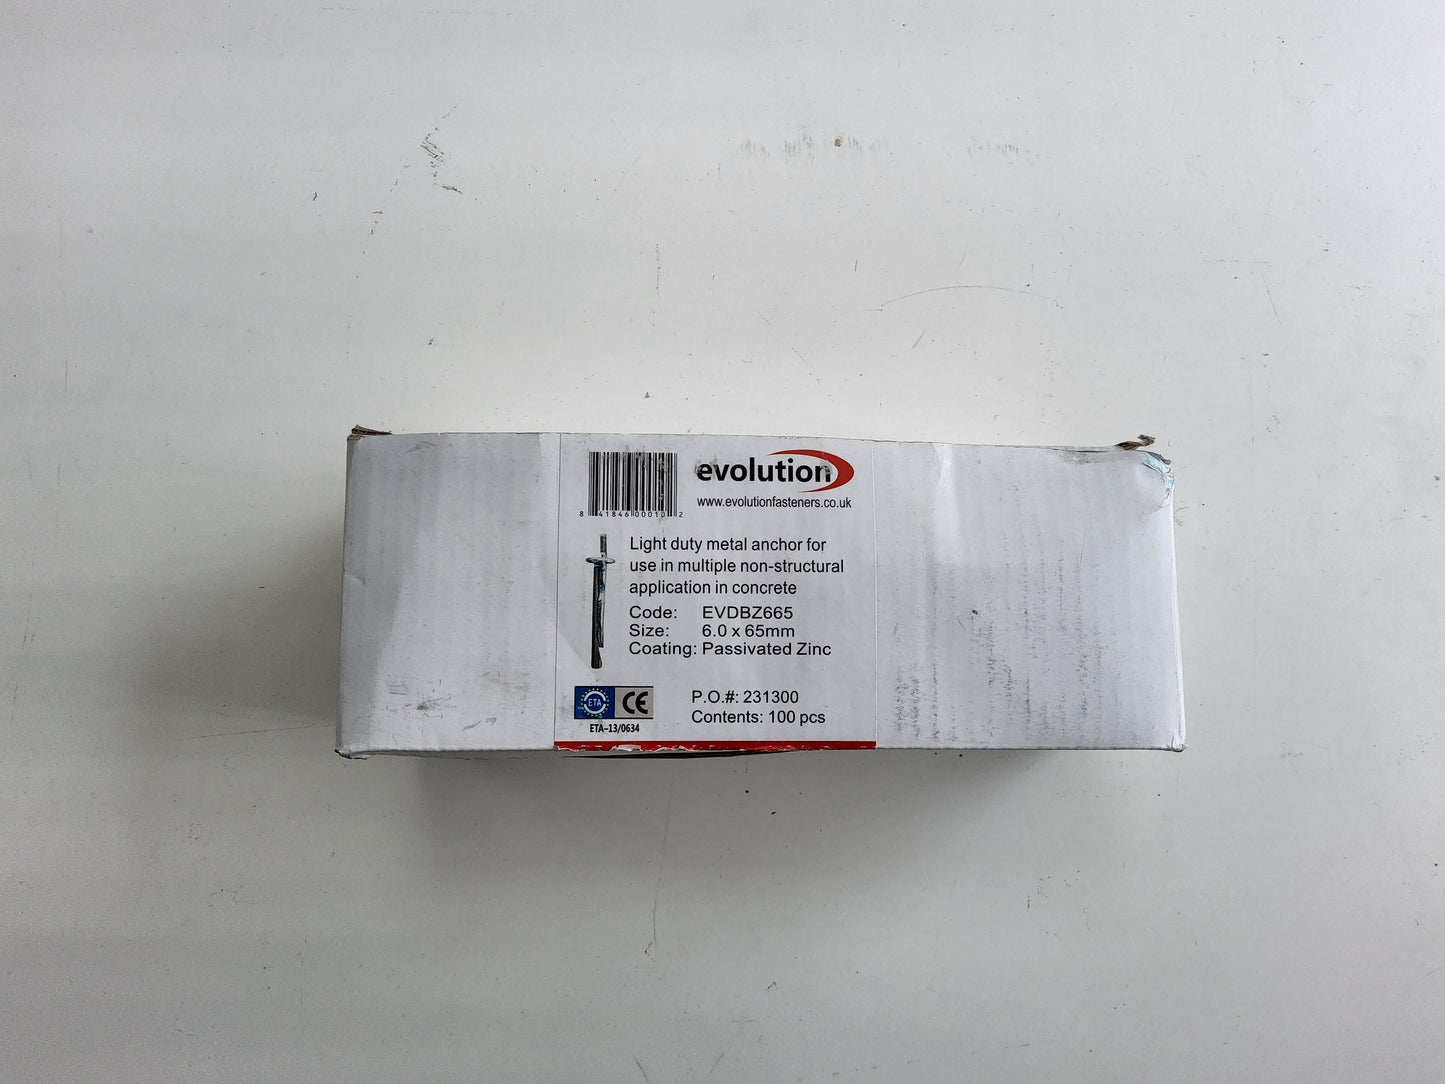 evolution
www.evolutionfasteners.co.uk
8 41846 00010 2
Light duty metal anchor for
use in multiple non-structural
application in concrete
Code: EVDBZ665
Size: 6.0 x 65mm
Coating: Passivated Zinc
ETA CE
ETA-13/0634
P.O.#: 231300
Contents: 100 pcs